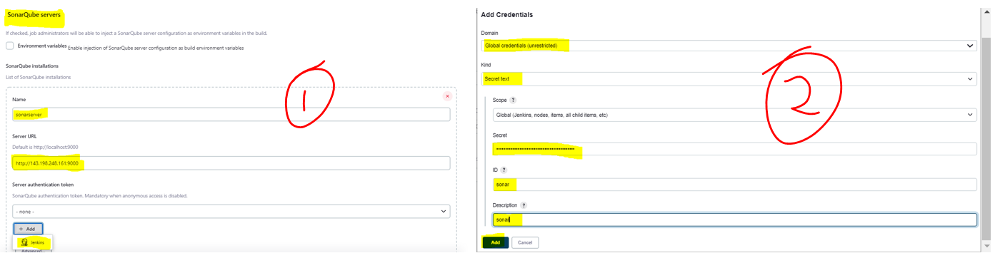 SonarQube servers
If checked, job administrators will be able to inject a SonarQube server configuration as environment variables in the build.
Environment variables Enable injection of SonarQube server configuration as build environment variables
SonarQube installations
List of SonarQube installations
Name
sonarserver
Server URL
Default is http://localhost:9000
http://143.198.248.161:9000
Server authentication token
SonarQube authentication token. Mandatory when anonymous access is disabled.
- none -
+ Add
Jenkins
Advanced...
1
Add Credentials
Domain
Global credentials (unrestricted)
Kind
Secret text
Scope ?
Global (Jenkins, nodes, items, all child items, etc)
Secret
ID ?
sonar
Description ?
sonar
Add Cancel
2